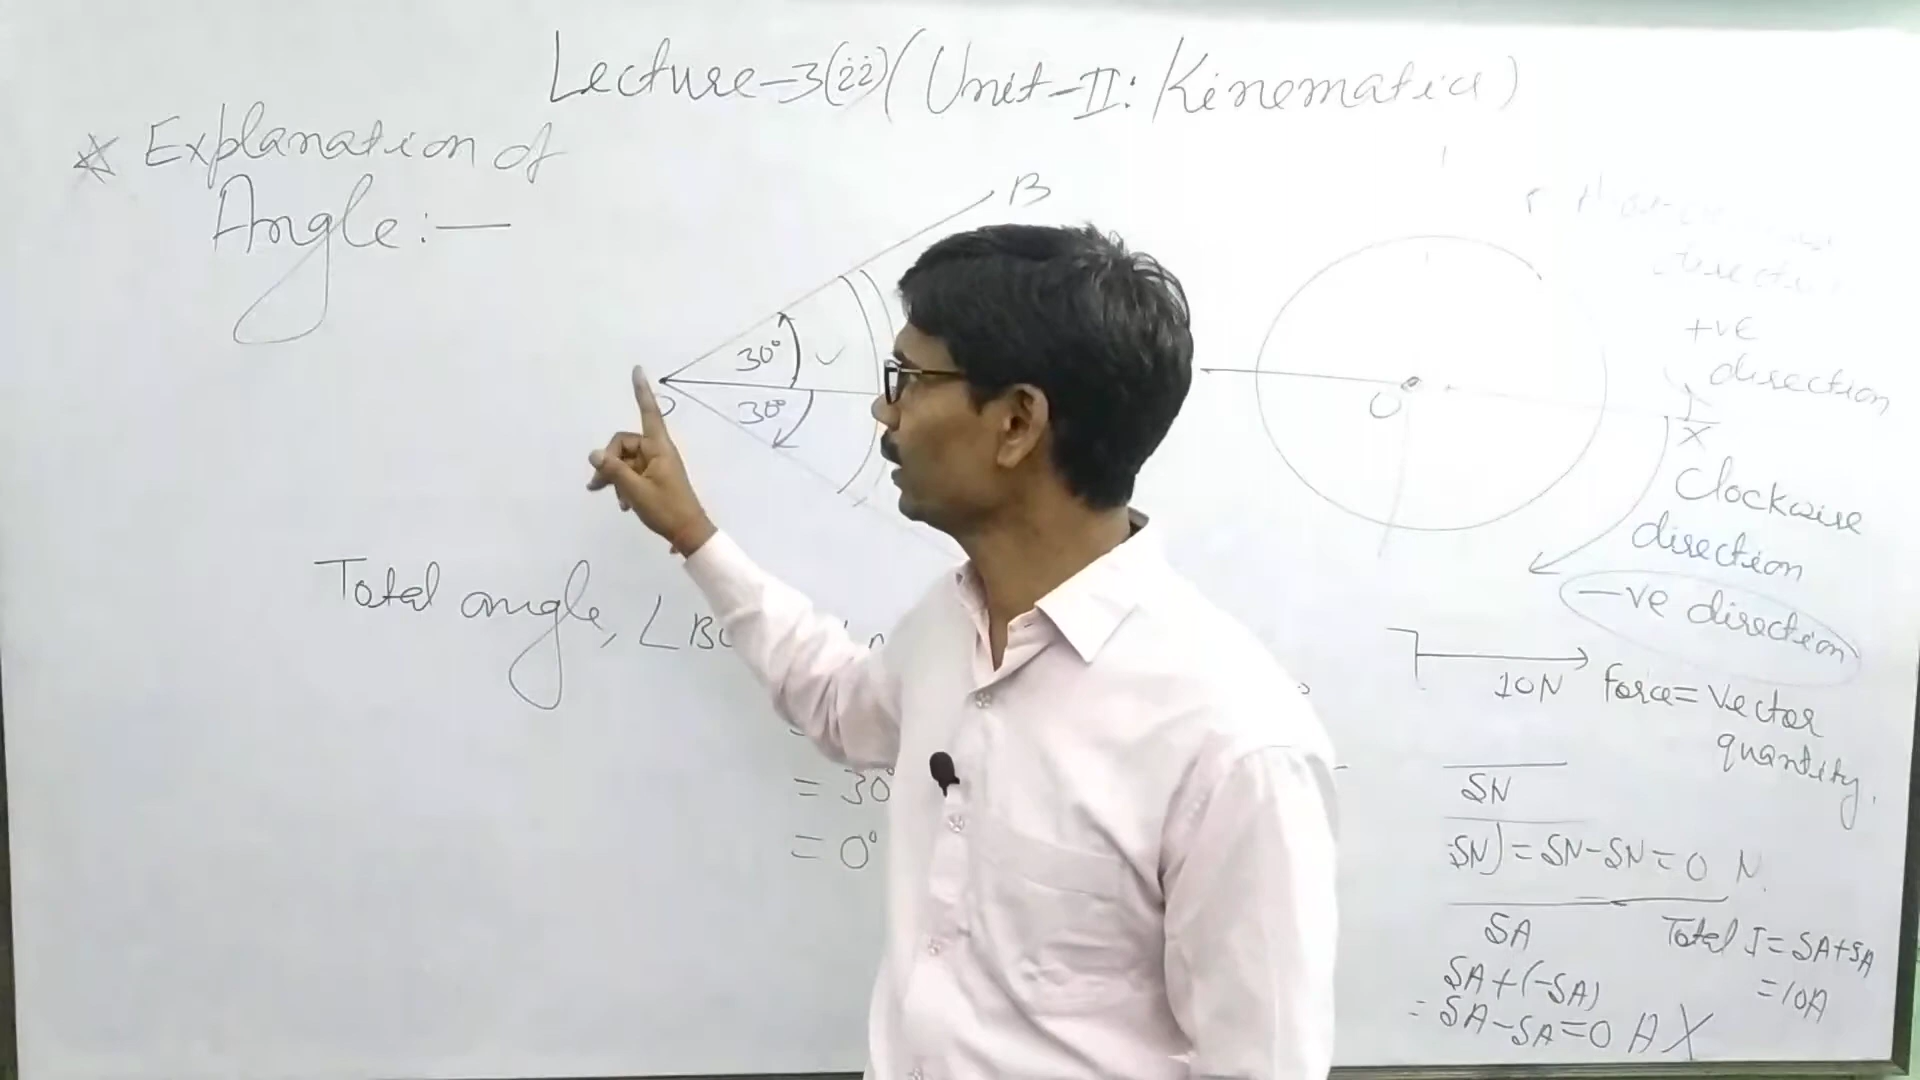 Lecture-3(ii)(Unit-II: Kinematics)
* Explanation of
Angle:—
B
30°
30°
O
+ve
direction
X
Clockwise
direction
-ve direction
10N
Force = Vector
quantity.
Total angle, ∠BO
= 30°
= 0°
5N
5N) = 5N-5N = 0 N.
5A
Total I = 5A+5A
= 10A
5A+(-5A)
= 5A-5A=0 A X